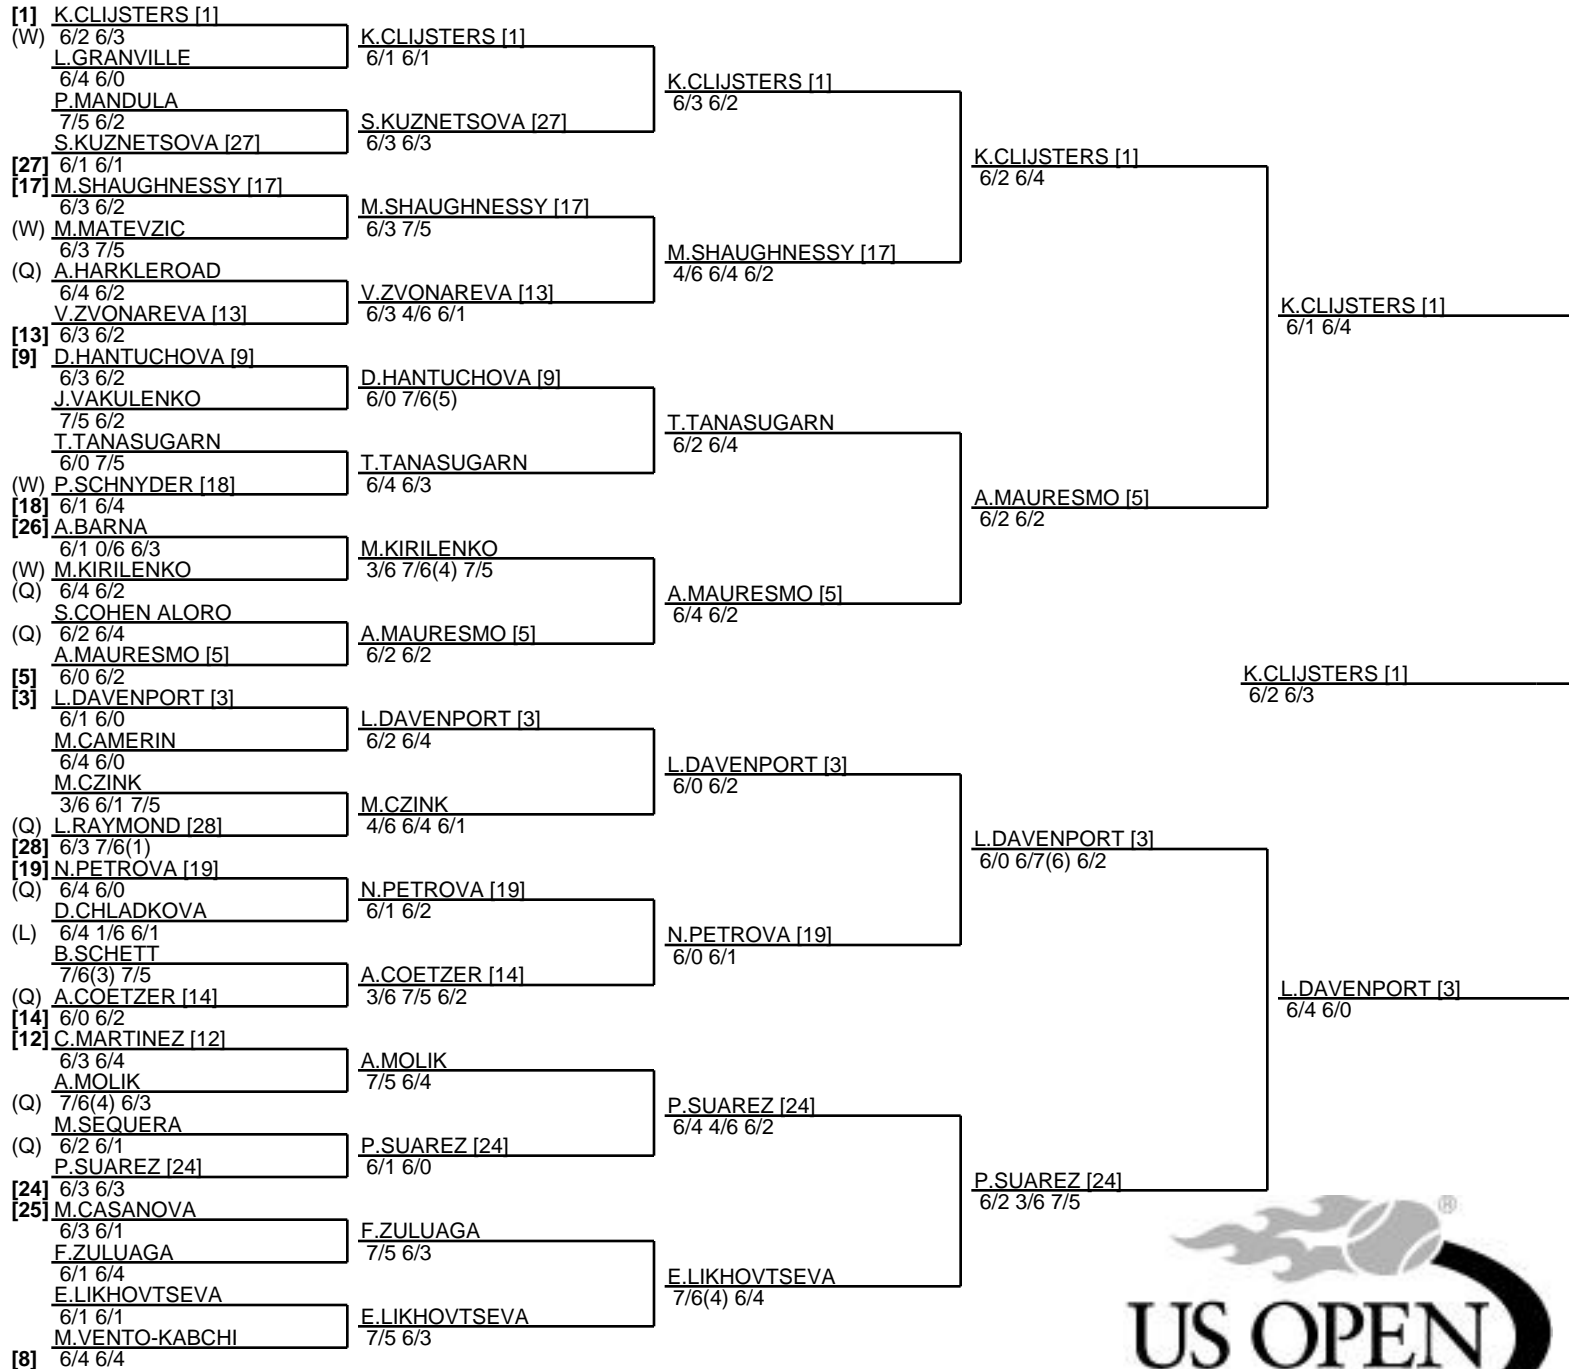 [1] K.CLIJSTERS [1]
(W) 6/2 6/3
L.GRANVILLE
6/4 6/0
P.MANDULA
7/5 6/2
S.KUZNETSOVA [27]
[27] 6/1 6/1
[17] M.SHAUGHNESSY [17]
6/3 6/2
(W) M.MATEVZIC
6/3 7/5
(Q) A.HARKLEROAD
6/4 6/2
V.ZVONAREVA [13]
[13] 6/3 6/2
[9] D.HANTUCHOVA [9]
6/3 6/2
J.VAKULENKO
7/5 6/2
T.TANASUGARN
6/0 7/5
(W) P.SCHNYDER [18]
[18] 6/1 6/4
[26] A.BARNA
6/1 0/6 6/3
(W) M.KIRILENKO
(Q) 6/4 6/2
S.COHEN ALORO
(Q) 6/2 6/4
A.MAURESMO [5]
[5] 6/0 6/2
[3] L.DAVENPORT [3]
6/1 6/0
M.CAMERIN
6/4 6/0
M.CZINK
3/6 6/1 7/5
(Q) L.RAYMOND [28]
[28] 6/3 7/6(1)
[19] N.PETROVA [19]
(Q) 6/4 6/0
D.CHLADKOVA
(L) 6/4 1/6 6/1
B.SCHETT
7/6(3) 7/5
(Q) A.COETZER [14]
[14] 6/0 6/2
[12] C.MARTINEZ [12]
6/3 6/4
A.MOLIK
(Q) 7/6(4) 6/3
M.SEQUERA
(Q) 6/2 6/1
P.SUAREZ [24]
[24] 6/3 6/3
[25] M.CASANOVA
6/3 6/1
F.ZULUAGA
6/1 6/4
E.LIKHOVTSEVA
6/1 6/1
M.VENTO-KABCHI
[8] 6/4 6/4
K.CLIJSTERS [1]
6/1 6/1
S.KUZNETSOVA [27]
6/3 6/3
M.SHAUGHNESSY [17]
6/3 7/5
V.ZVONAREVA [13]
6/3 4/6 6/1
D.HANTUCHOVA [9]
6/0 7/6(5)
T.TANASUGARN
6/4 6/3
M.KIRILENKO
3/6 7/6(4) 7/5
A.MAURESMO [5]
6/2 6/2
L.DAVENPORT [3]
6/2 6/4
M.CZINK
4/6 6/4 6/1
N.PETROVA [19]
6/1 6/2
A.COETZER [14]
3/6 7/5 6/2
A.MOLIK
7/5 6/4
P.SUAREZ [24]
6/1 6/0
F.ZULUAGA
7/5 6/3
E.LIKHOVTSEVA
7/5 6/3
K.CLIJSTERS [1]
6/3 6/2
M.SHAUGHNESSY [17]
4/6 6/4 6/2
T.TANASUGARN
6/2 6/4
A.MAURESMO [5]
6/4 6/2
L.DAVENPORT [3]
6/0 6/2
N.PETROVA [19]
6/0 6/1
P.SUAREZ [24]
6/4 4/6 6/2
E.LIKHOVTSEVA
7/6(4) 6/4
K.CLIJSTERS [1]
6/2 6/4
A.MAURESMO [5]
6/2 6/2
L.DAVENPORT [3]
6/0 6/7(6) 6/2
P.SUAREZ [24]
6/2 3/6 7/5
K.CLIJSTERS [1]
6/1 6/4
L.DAVENPORT [3]
6/4 6/0
K.CLIJSTERS [1]
6/2 6/3
®
US OPEN